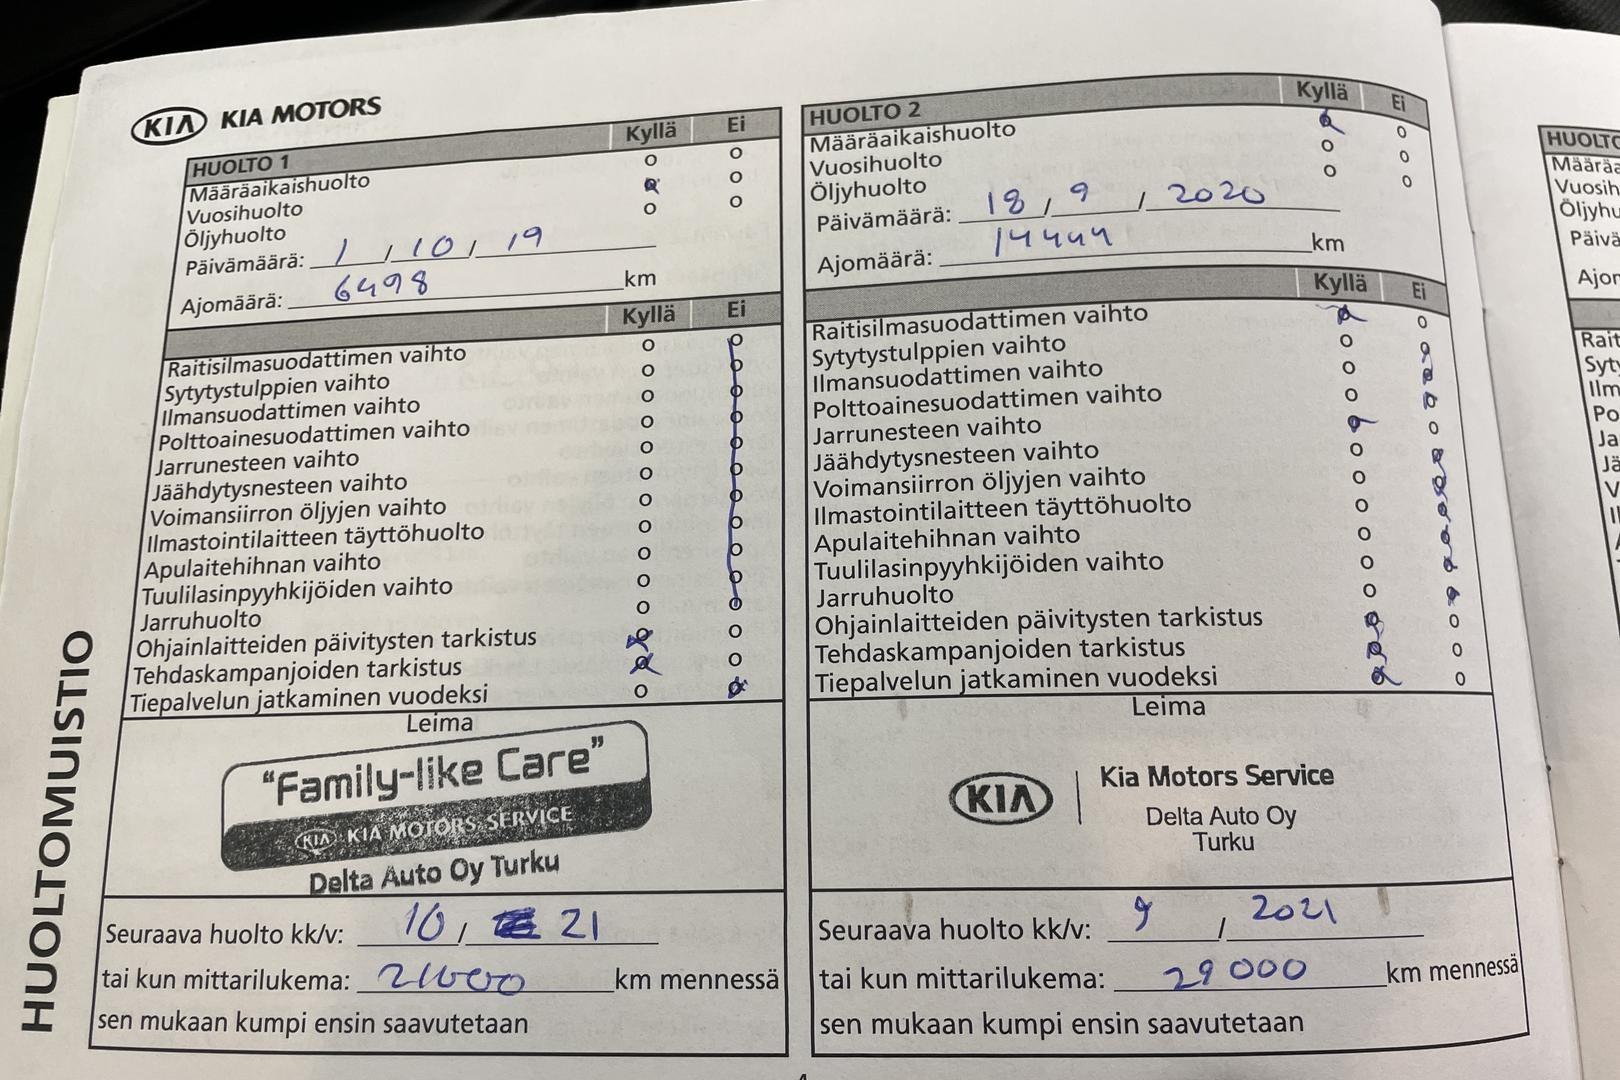 HUOLTOMUISTIO
KIA KIA MOTORS
HUOLTO 1 Kyllä Ei
Määräaikaishuolto
Vuosihuolto
Öljyhuolto
Päivämäärä: 1 / 10 / 19
Ajomäärä: 6498 km
Kyllä Ei
Raitisilmasuodattimen vaihto
Sytytystulppien vaihto
Ilmansuodattimen vaihto
Polttoainesuodattimen vaihto
Jarrunesteen vaihto
Jäähdytysnesteen vaihto
Voimansiirron öljyjen vaihto
Ilmastointilaitteen täyttöhuolto
Apulaitehihnan vaihto
Tuulilasinpyyhkijöiden vaihto
Jarruhuolto
Ohjainlaitteiden päivitysten tarkistus
Tehdaskampanjoiden tarkistus
Tiepalvelun jatkaminen vuodeksi
Leima
"Family-like Care"
KIA KIA MOTORS SERVICE
Delta Auto Oy Turku
Seuraava huolto kk/v: 10 / 21
tai kun mittarilukema: 21000 km mennessä
sen mukaan kumpi ensin saavutetaan
HUOLTO 2 Kyllä Ei
Määräaikaishuolto
Vuosihuolto
Öljyhuolto
Päivämäärä: 18 / 9 / 2020
Ajomäärä: 14444 km
Kyllä Ei
Raitisilmasuodattimen vaihto
Sytytystulppien vaihto
Ilmansuodattimen vaihto
Polttoainesuodattimen vaihto
Jarrunesteen vaihto
Jäähdytysnesteen vaihto
Voimansiirron öljyjen vaihto
Ilmastointilaitteen täyttöhuolto
Apulaitehihnan vaihto
Tuulilasinpyyhkijöiden vaihto
Jarruhuolto
Ohjainlaitteiden päivitysten tarkistus
Tehdaskampanjoiden tarkistus
Tiepalvelun jatkaminen vuodeksi
Leima
KIA Kia Motors Service
Delta Auto Oy
Turku
Seuraava huolto kk/v: 9 / 2021
tai kun mittarilukema: 29 000 km mennessä
sen mukaan kumpi ensin saavutetaan